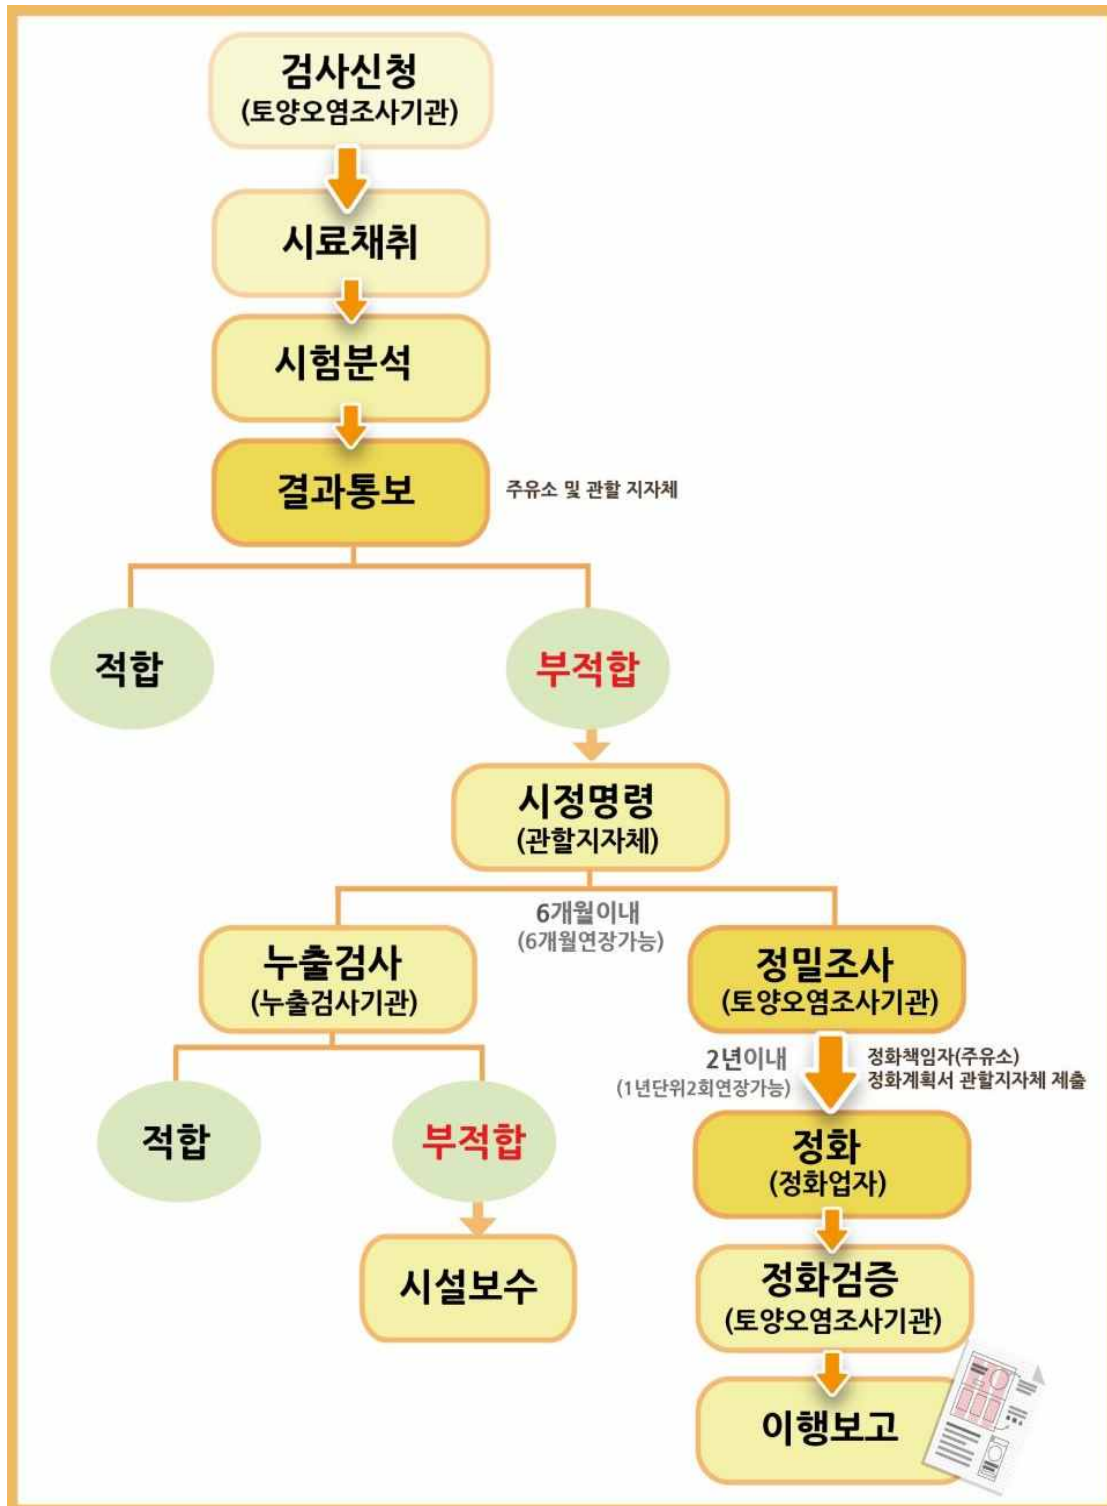 검사신청
(토양오염조사기관)
시료채취
시험분석
결과통보
주유소 및 관할 지자체
적합
부적합
시정명령
(관할지자체)
6개월이내
(6개월연장가능)
누출검사
(누출검사기관)
정밀조사
(토양오염조사기관)
2년이내
(1년단위2회연장가능)
정화책임자(주유소)
정화계획서 관할지자체 제출
적합
부적합
정화
(정화업자)
시설보수
정화검증
(토양오염조사기관)
이행보고